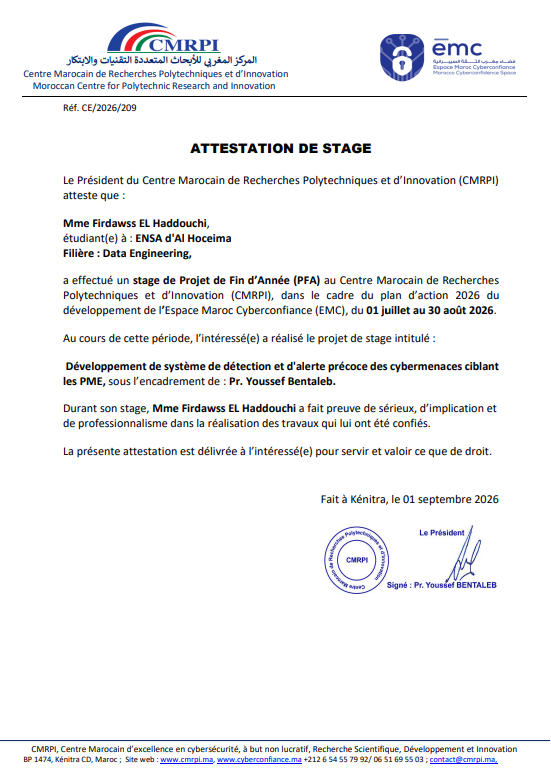 CMRPI
المركز المغربي للأبحاث المتعددة التقنيات والابتكار
Centre Marocain de Recherches Polytechniques et d'Innovation
Moroccan Centre for Polytechnic Research and Innovation
emc
فضاء مغرب الثقة السيبرانية
Espace Maroc Cyberconfiance
Morocco Cyberconfidence Space
Réf. CE/2026/209
ATTESTATION DE STAGE
Le Président du Centre Marocain de Recherches Polytechniques et d'Innovation (CMRPI)
atteste que :
Mme Firdawss EL Haddouchi,
étudiant(e) à : ENSA d'Al Hoceima
Filière : Data Engineering,
a effectué un stage de Projet de Fin d'Année (PFA) au Centre Marocain de Recherches
Polytechniques et d'Innovation (CMRPI), dans le cadre du plan d'action 2026 du
développement de l'Espace Maroc Cyberconfiance (EMC), du 01 juillet au 30 août 2026.
Au cours de cette période, l'intéressé(e) a réalisé le projet de stage intitulé :
Développement de système de détection et d'alerte précoce des cybermenaces ciblant
les PME, sous l'encadrement de : Pr. Youssef Bentaleb.
Durant son stage, Mme Firdawss EL Haddouchi a fait preuve de sérieux, d'implication et
de professionnalisme dans la réalisation des travaux qui lui ont été confiés.
La présente attestation est délivrée à l'intéressé(e) pour servir et valoir ce que de droit.
Fait à Kénitra, le 01 septembre 2026
Centre Marocain de Recherches Polytechniques et d'Innovation
CMRPI
Le Président
Signé : Pr. Youssef BENTALEB
CMRPI, Centre Marocain d'excellence en cybersécurité, à but non lucratif, Recherche Scientifique, Développement et Innovation
BP 1474, Kénitra CD, Maroc ; Site web : www.cmrpi.ma, www.cyberconfiance.ma +212 6 54 55 79 92/ 06 51 69 55 03 ; contact@cmrpi.ma,